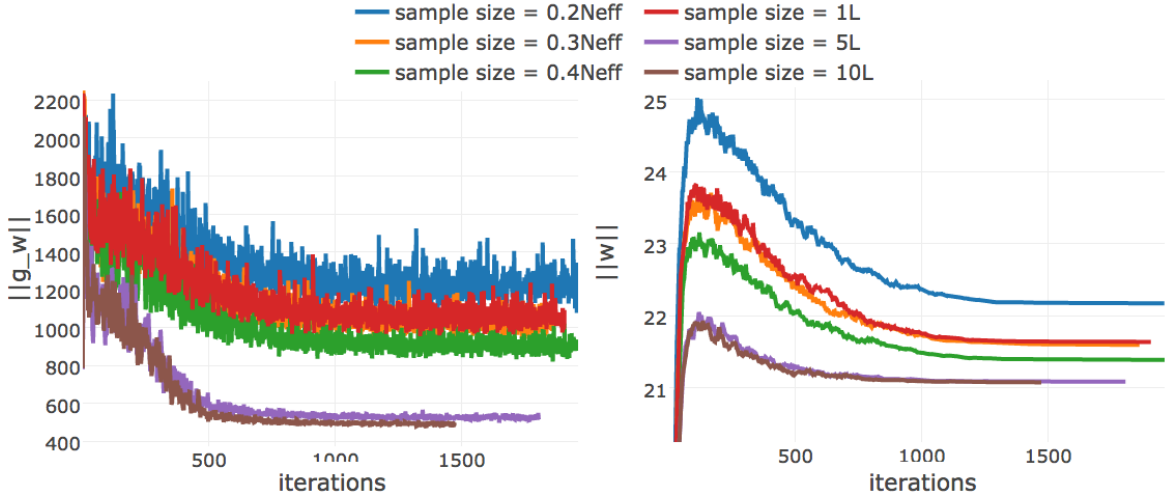 sample size = 0.2Neff
sample size = 1L
sample size = 0.3Neff
sample size = 5L
sample size = 0.4Neff
sample size = 10L
||g_w||
2200
2000
1800
1600
1400
1200
1000
800
600
400
500
1000
1500
iterations
||w||
25
24
23
22
21
500
1000
1500
iterations